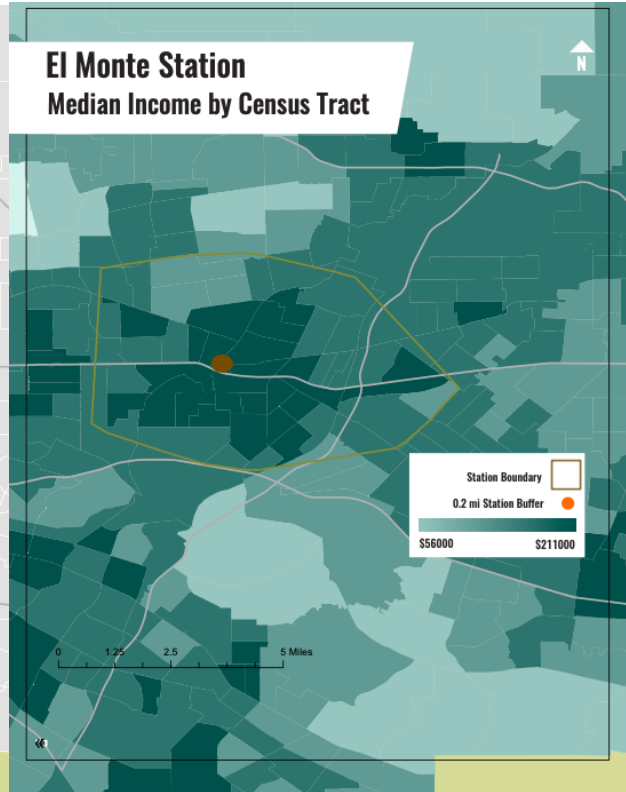 El Monte Station
Median Income by Census Tract
N
Station Boundary
0.2 mi Station Buffer
$56000 $211000
0 1.25 2.5 5 Miles